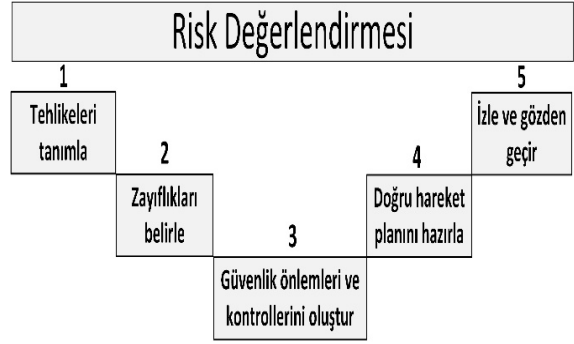 Risk Değerlendirmesi
1
Tehlikeleri
tanımla
2
Zayıflıkları
belirle
3
Güvenlik önlemleri ve
kontrollerini oluştur
4
Doğru hareket
planını hazırla
5
İzle ve gözden
geçir